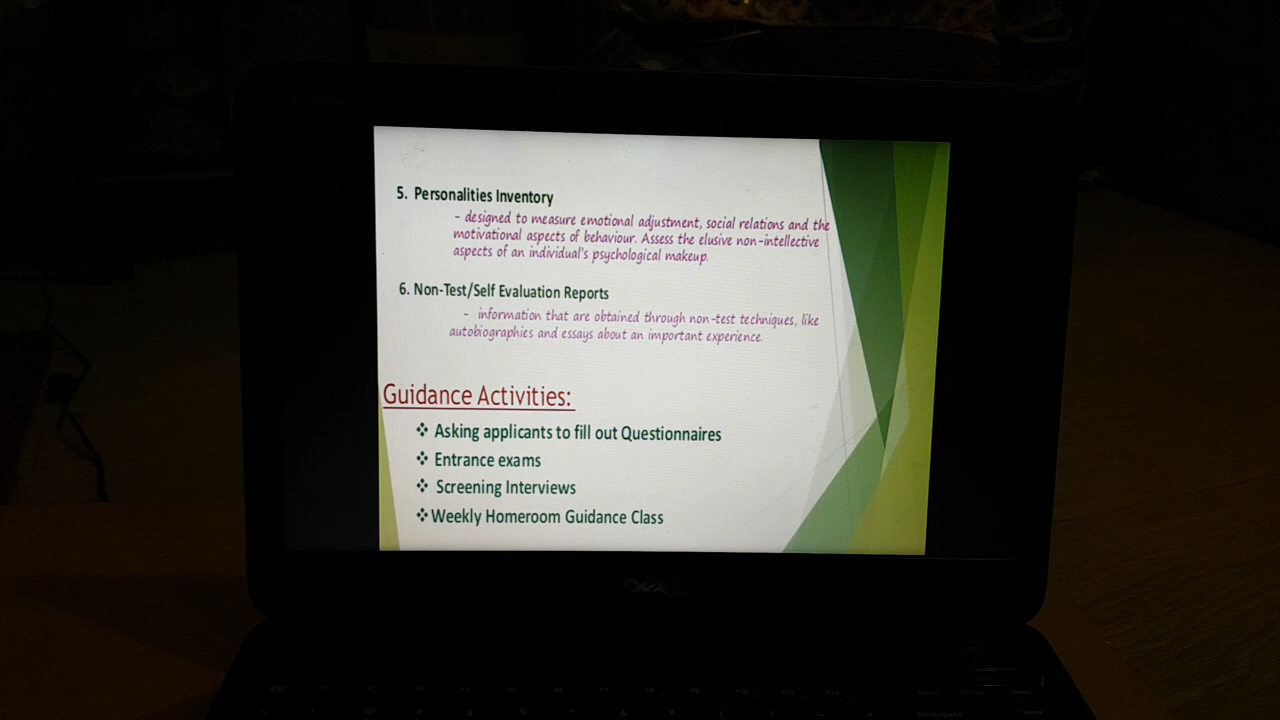 5. Personalities Inventory
- designed to measure emotional adjustment, social relations and the
motivational aspects of behaviour. Assess the elusive non-intellective
aspects of an individual's psychological makeup.
6. Non-Test/Self Evaluation Reports
- information that are obtained through non-test techniques, like
autobiographies and essays about an important experience.
Guidance Activities:
❖ Asking applicants to fill out Questionnaires
❖ Entrance exams
❖ Screening Interviews
❖ Weekly Homeroom Guidance Class
DELL